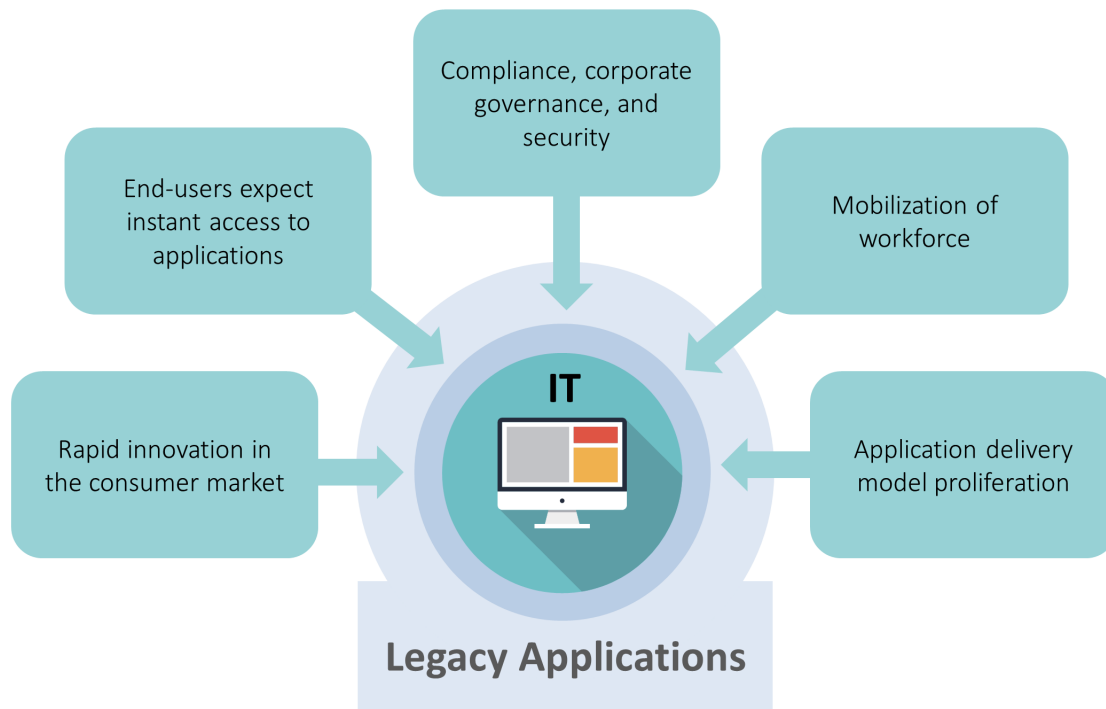 Compliance, corporate
governance, and
security
End-users expect
instant access to
applications
Mobilization of
workforce
Rapid innovation in
the consumer market
IT
Application delivery
model proliferation
Legacy Applications